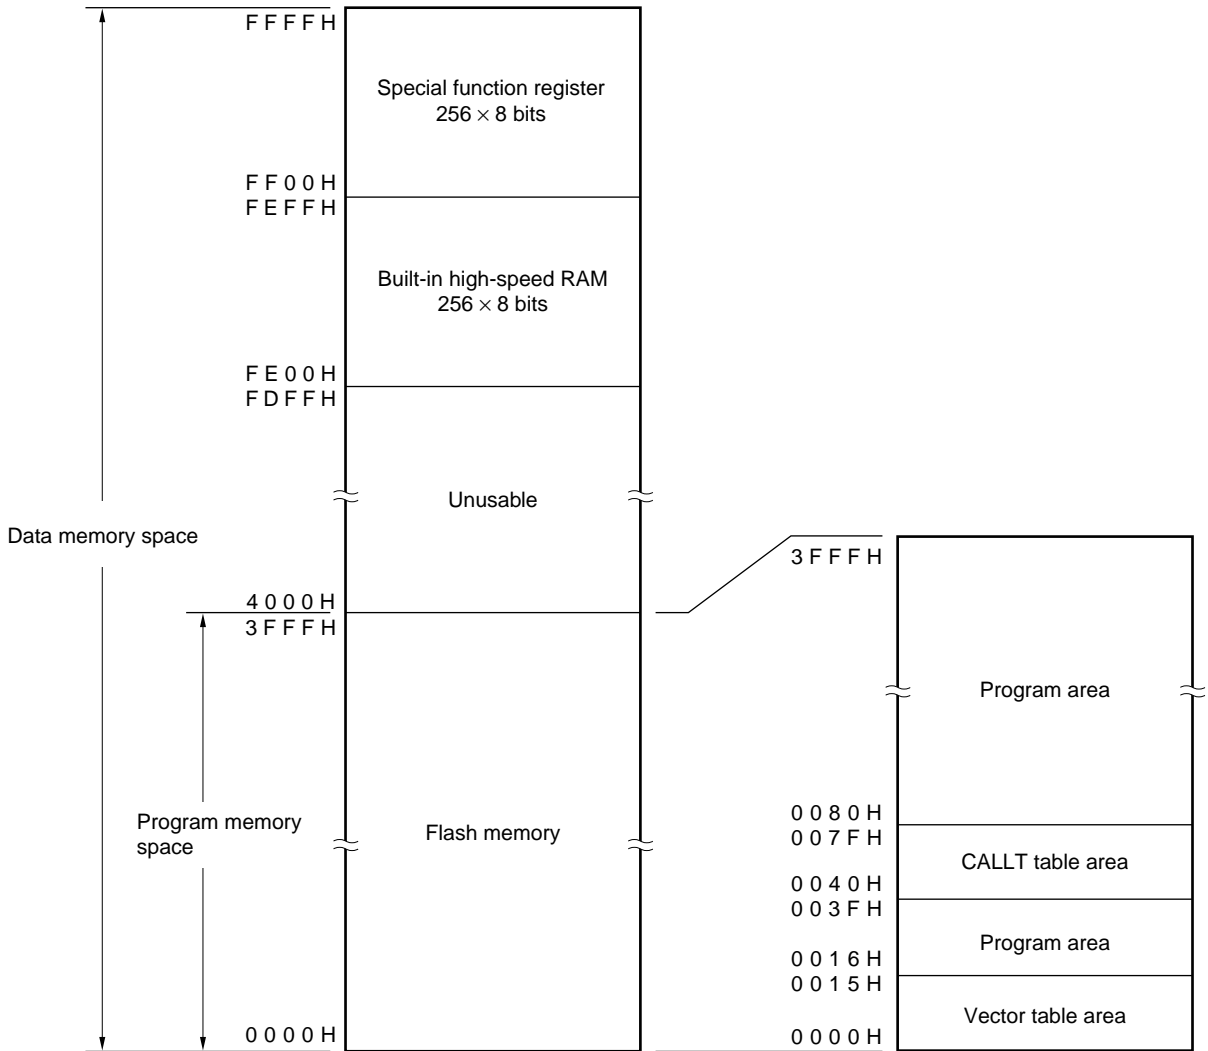 FFFFH
Special function register
256 × 8 bits
FF00H
FEFFH
Built-in high-speed RAM
256 × 8 bits
FE00H
FDFFH
Unusable
Data memory space
4000H
3FFFH
Program memory
space
Flash memory
0000H
3FFFH
Program area
0080H
007FH
CALLT table area
0040H
003FH
Program area
0016H
0015H
Vector table area
0000H